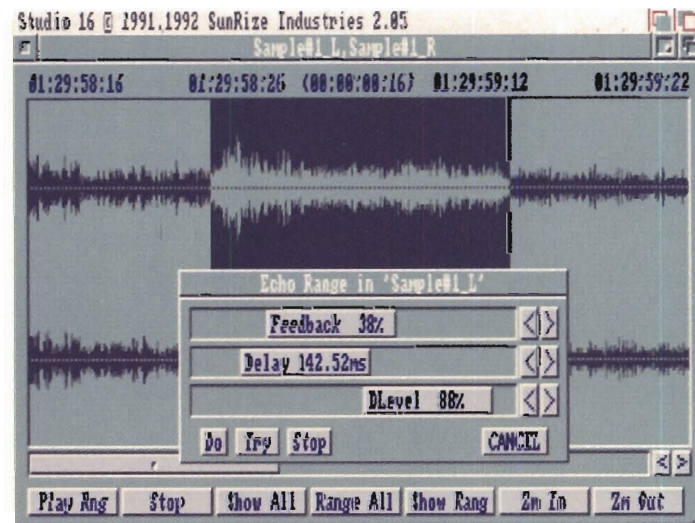 Studio 16 © 1991,1992 SunRize Industries 2.05
Sample#1_L,Sample#1_R
01:29:58:16 01:29:58:26 (00:00:00:16) 01:29:59:12 01:29:59:22
Echo Range in 'Sample#1_L'
Feedback 38%
Delay 142.52ms
DLevel 88%
Do Try Stop CANCEL
Play Rng Stop Show All Range All Show Rang Zm In Zm Out